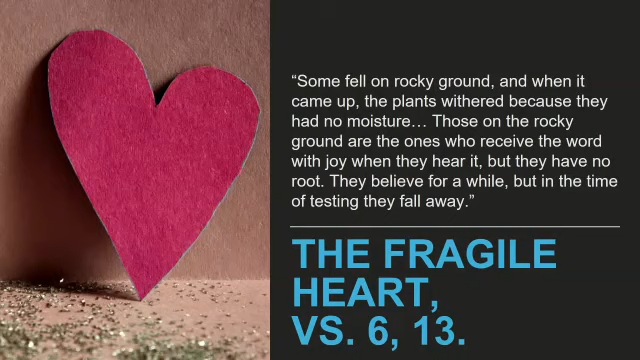 “Some fell on rocky ground, and when it
came up, the plants withered because they
had no moisture… Those on the rocky
ground are the ones who receive the word
with joy when they hear it, but they have no
root. They believe for a while, but in the time
of testing they fall away.”
THE FRAGILE
HEART,
VS. 6, 13.